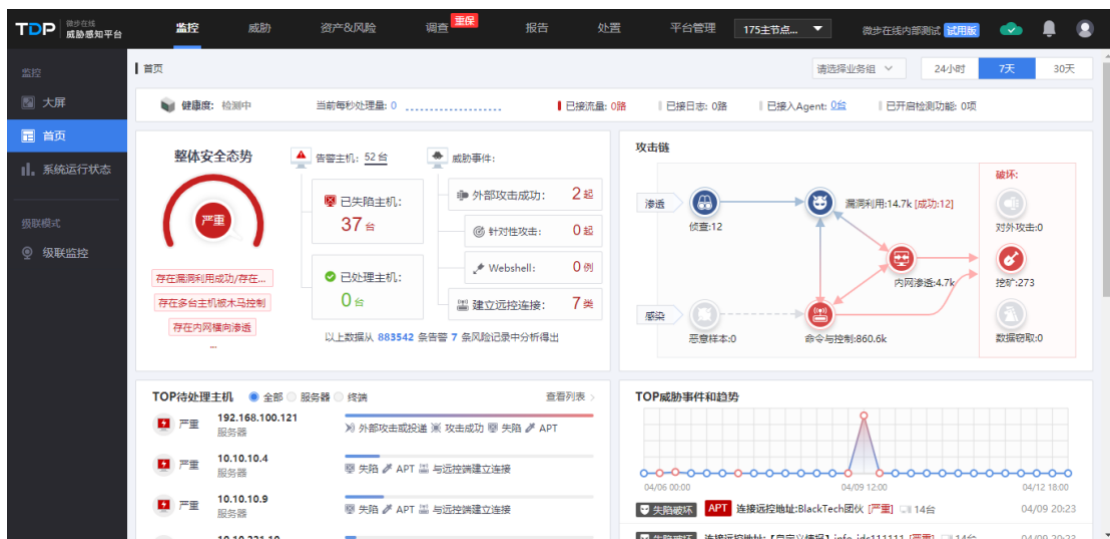 TDP 微步在线 威胁感知平台
监控 威胁 资产&风险 调查 重保 报告 处置 平台管理 175主节点... 微步在线内部测试 试用版
监控
大屏
首页
系统运行状态
级联模式
级联监控
首页 请选择业务组 24小时 7天 30天
健康度: 检测中 当前每秒处理量: 0 已接流量: 0路 已接日志: 0路 已接入Agent: 0台 已开启检测功能: 0项
整体安全态势
严重
存在漏洞利用成功/存在...
存在多台主机被木马控制
存在内网横向渗透
...
告警主机: 52 台
已失陷主机:
37 台
已处理主机:
0 台
威胁事件:
外部攻击成功: 2 起
针对性攻击: 0 起
Webshell: 0 例
建立远控连接: 7 类
以上数据从 883542 条告警 7 条风险记录中分析得出
攻击链
渗透
侦查:12
漏洞利用:14.7k [成功:12]
内网渗透:4.7k
感染
恶意样本:0
命令与控制:860.6k
破坏:
对外攻击:0
挖矿:273
数据窃取:0
TOP待处理主机 全部 服务器 终端 查看列表
严重 192.168.100.121
服务器
外部攻击或投递 攻击成功 失陷 APT
严重 10.10.10.4
服务器
失陷 APT 与远控端建立连接
严重 10.10.10.9
服务器
失陷 APT 与远控端建立连接
TOP威胁事件和趋势
04/06 00:00 04/09 12:00 04/12 18:00
失陷破坏 APT 连接远控地址:BlackTech团伙 [严重] 14台 04/09 20:23